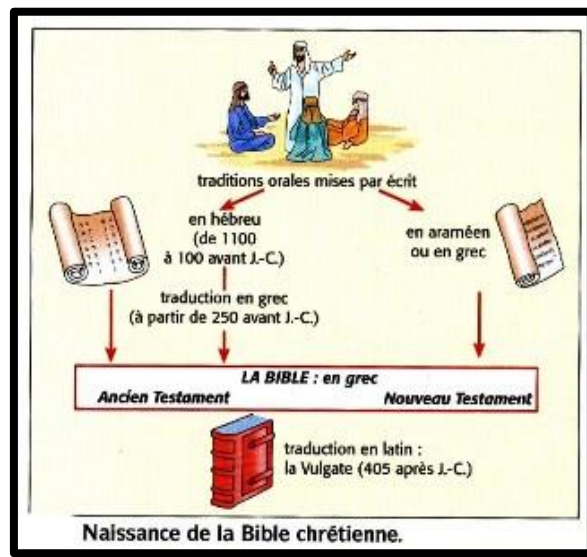 traditions orales mises par écrit
en hébreu
(de 1100
à 100 avant J.-C.)
en araméen
ou en grec
traduction en grec
(à partir de 250 avant J.-C.)
LA BIBLE : en grec
Ancien Testament Nouveau Testament
traduction en latin :
la Vulgate (405 après J.-C.)
Naissance de la Bible chrétienne.